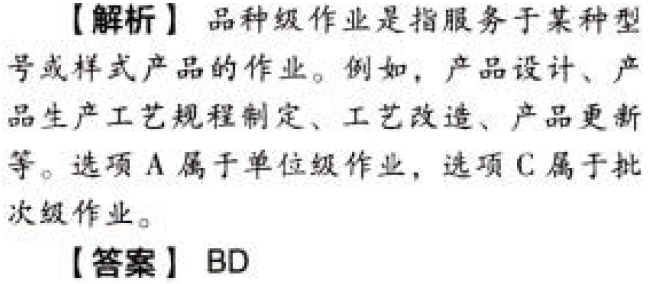 【解析】 品种级作业是指服务于某种型
号或样式产品的作业。例如，产品设计、产
品生产工艺规程制定、工艺改造、产品更新
等。选项 A 属于单位级作业，选项 C 属于批
次级作业。
【答案】 BD